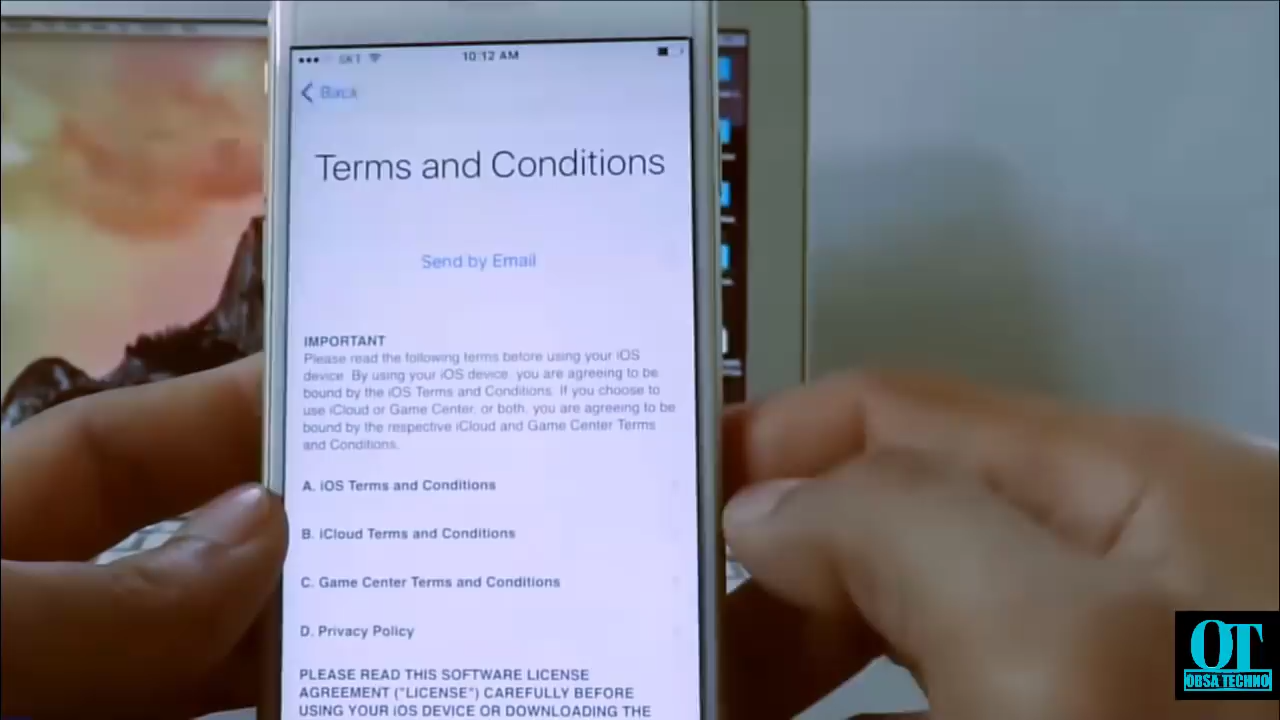 SKT
10:12 AM
Back
Terms and Conditions
Send by Email
IMPORTANT
Please read the following terms before using your iOS
device. By using your iOS device, you are agreeing to be
bound by the iOS Terms and Conditions. If you choose to
use iCloud or Game Center, or both, you are agreeing to be
bound by the respective iCloud and Game Center Terms
and Conditions.
A. iOS Terms and Conditions
B. iCloud Terms and Conditions
C. Game Center Terms and Conditions
D. Privacy Policy
PLEASE READ THIS SOFTWARE LICENSE
AGREEMENT ("LICENSE") CAREFULLY BEFORE
USING YOUR iOS DEVICE OR DOWNLOADING THE
OT
OBSA TECHNO